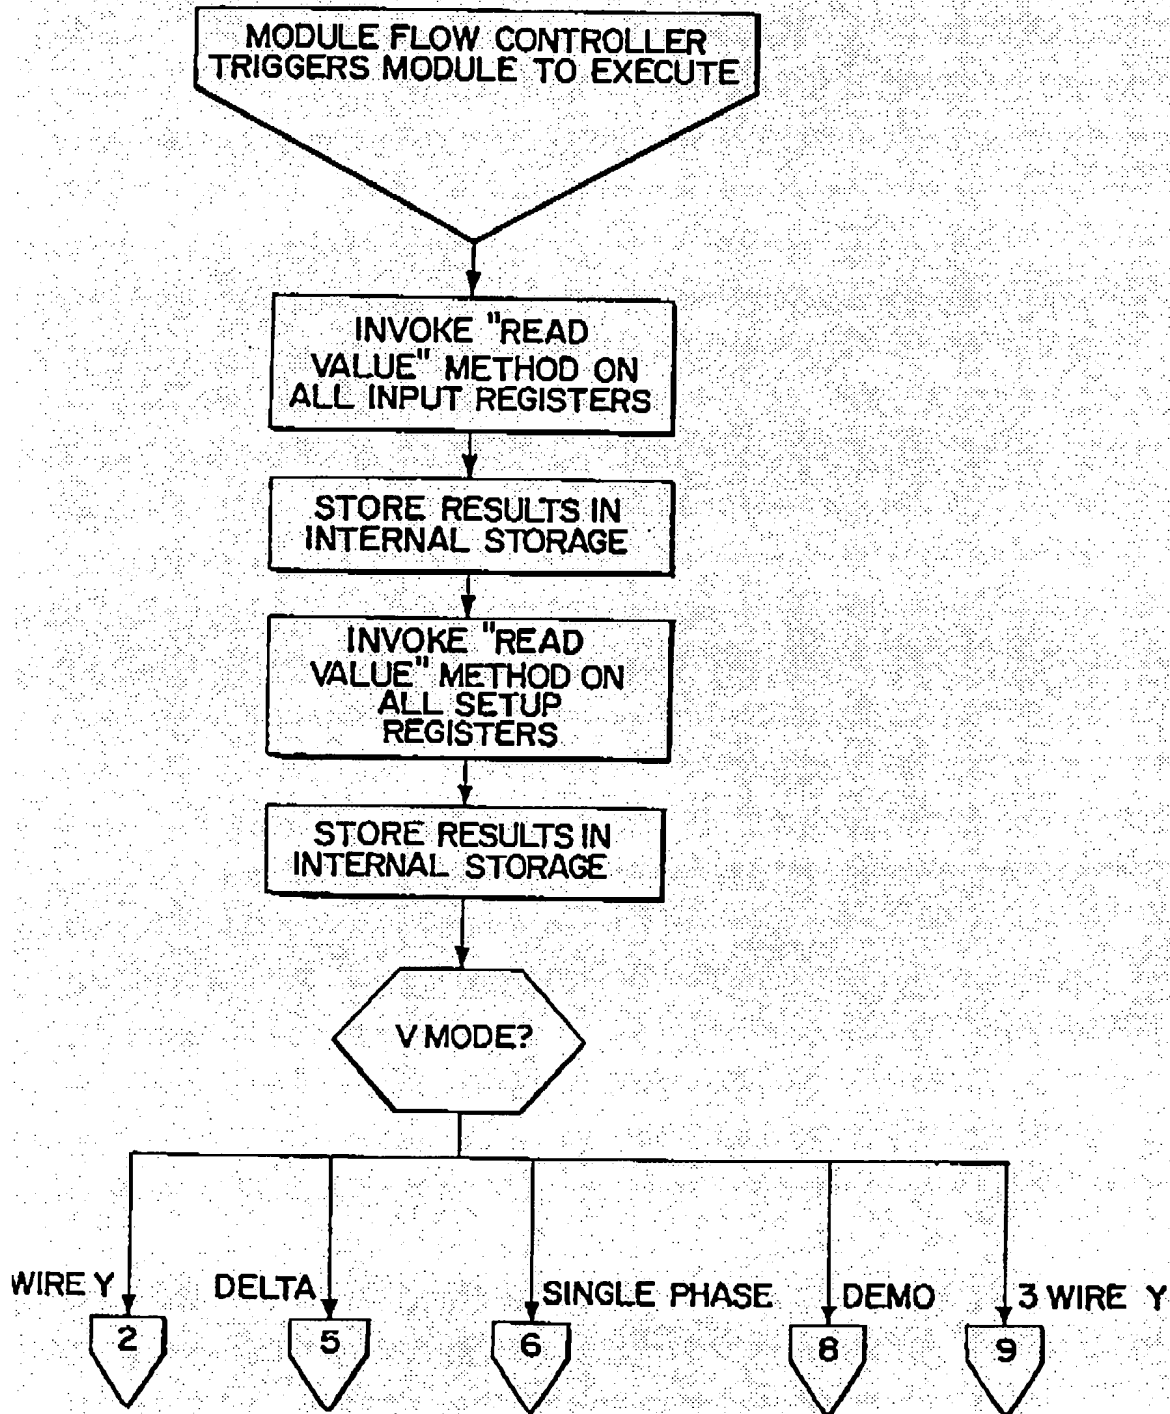 MODULE FLOW CONTROLLER
TRIGGERS MODULE TO EXECUTE
INVOKE "READ
VALUE" METHOD ON
ALL INPUT REGISTERS
STORE RESULTS IN
INTERNAL STORAGE
INVOKE "READ
VALUE" METHOD ON
ALL SETUP
REGISTERS
STORE RESULTS IN
INTERNAL STORAGE
V MODE?
WIRE Y
DELTA
SINGLE PHASE
DEMO
3 WIRE Y
2
5
6
8
9